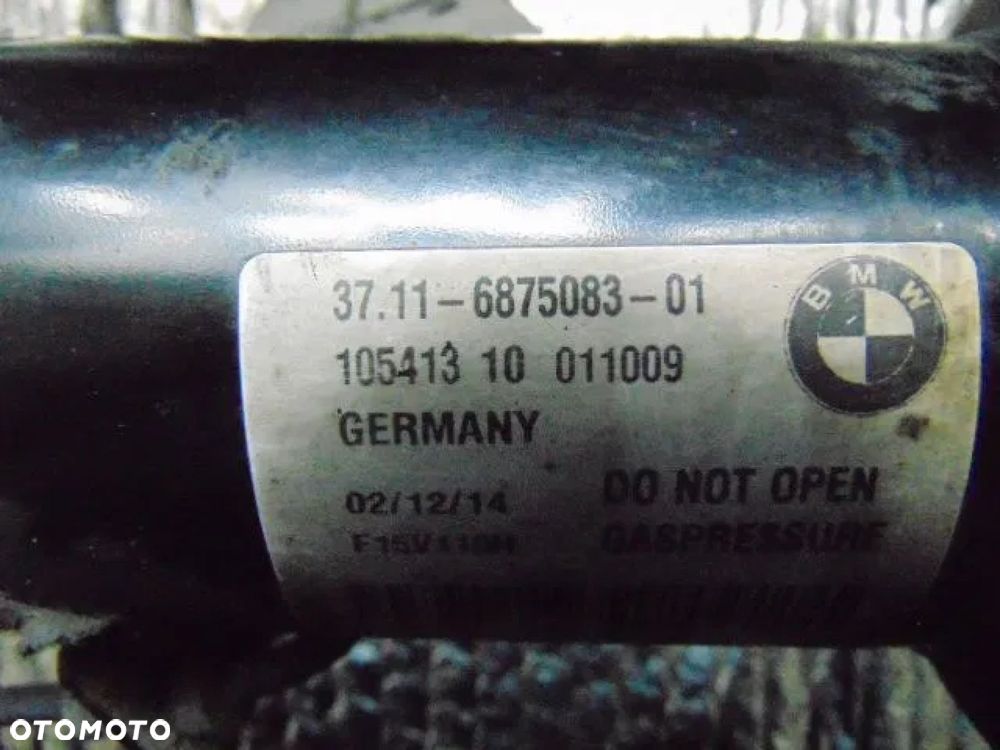 37.11-6875083-01
BMW
105413 10 011009
GERMANY
02/12/14
DO NOT OPEN
GASPRESSURE
OTOMOTO